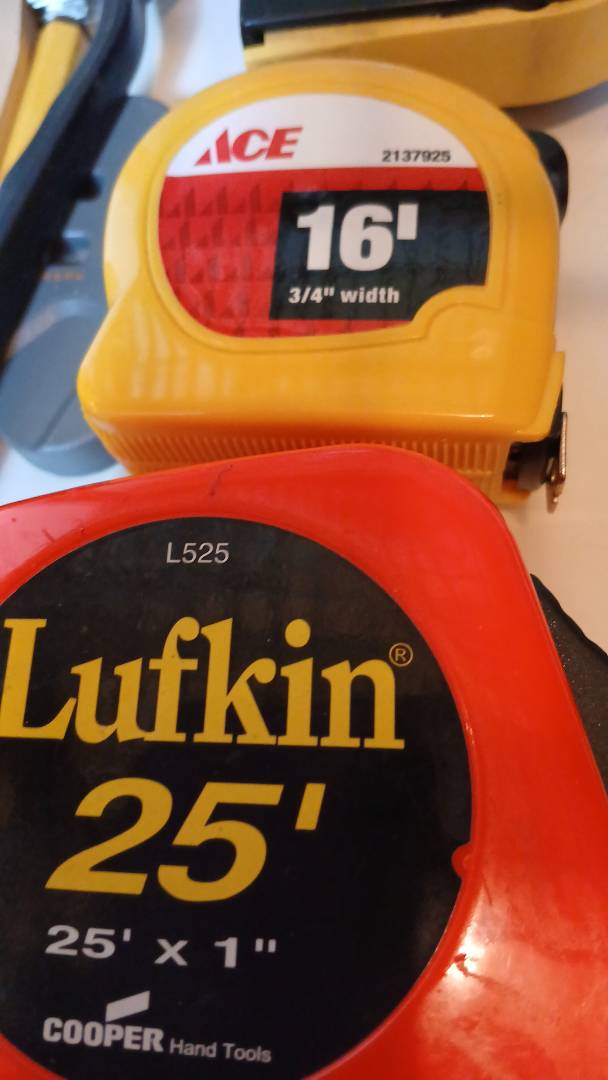 ACE
2137925
16'
3/4" width
L525
Lufkin®
25'
25' x 1"
COOPER Hand Tools